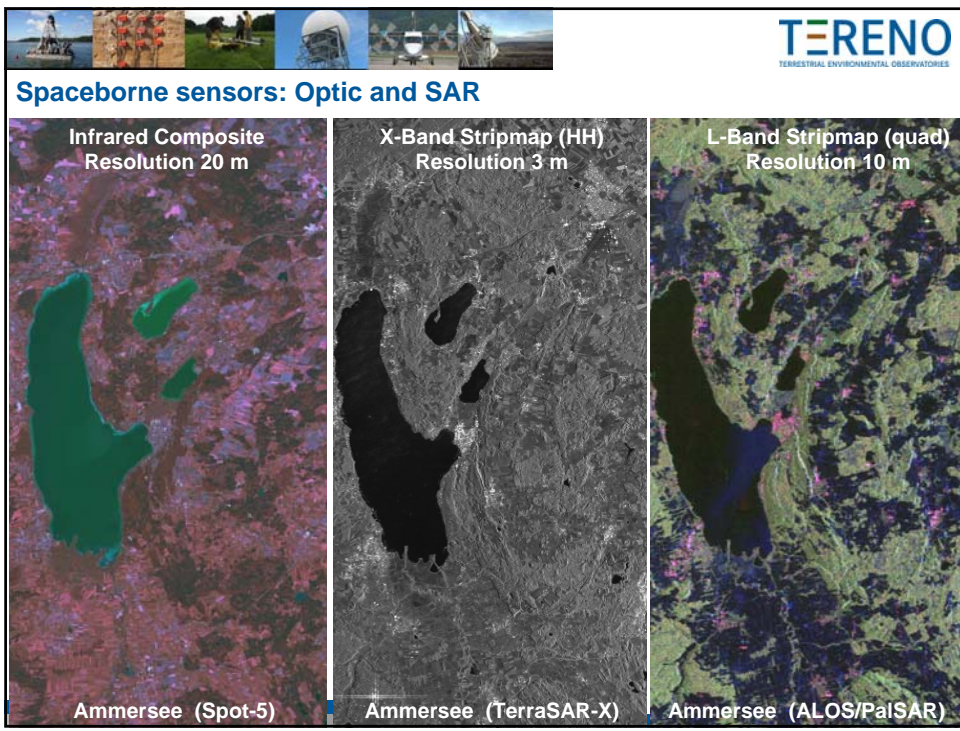 TERENO
TERRESTRIAL ENVIRONMENTAL OBSERVATORIES
Spaceborne sensors: Optic and SAR
Infrared Composite
Resolution 20 m
X-Band Stripmap (HH)
Resolution 3 m
L-Band Stripmap (quad)
Resolution 10 m
Ammersee (Spot-5)
Ammersee (TerraSAR-X)
Ammersee (ALOS/PalSAR)